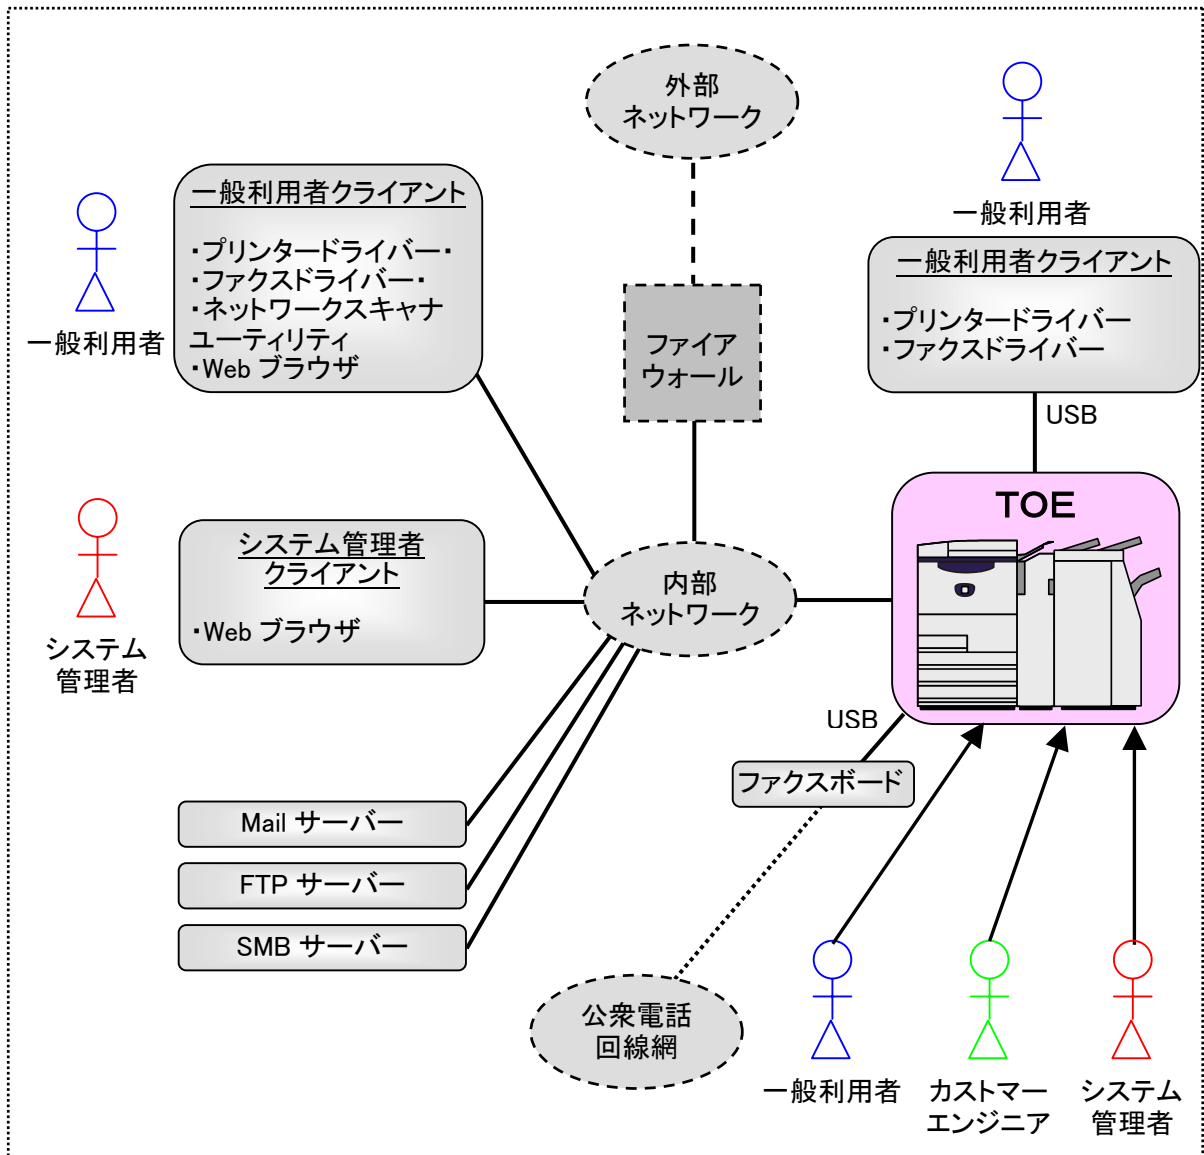 外部
ネットワーク
一般利用者
一般利用者クライアント
・プリンタードライバー・
・ファクスドライバー・
・ネットワークスキャナ
ユーティリティ
・Web ブラウザ
一般利用者
一般利用者クライアント
・プリンタードライバー
・ファクスドライバー
USB
ファイア
ウォール
TOE
システム管理者
クライアント
・Web ブラウザ
システム
管理者
内部
ネットワーク
USB
ファクスボード
Mail サーバー
FTP サーバー
SMB サーバー
公衆電話
回線網
一般利用者
カストマー
エンジニア
システム
管理者